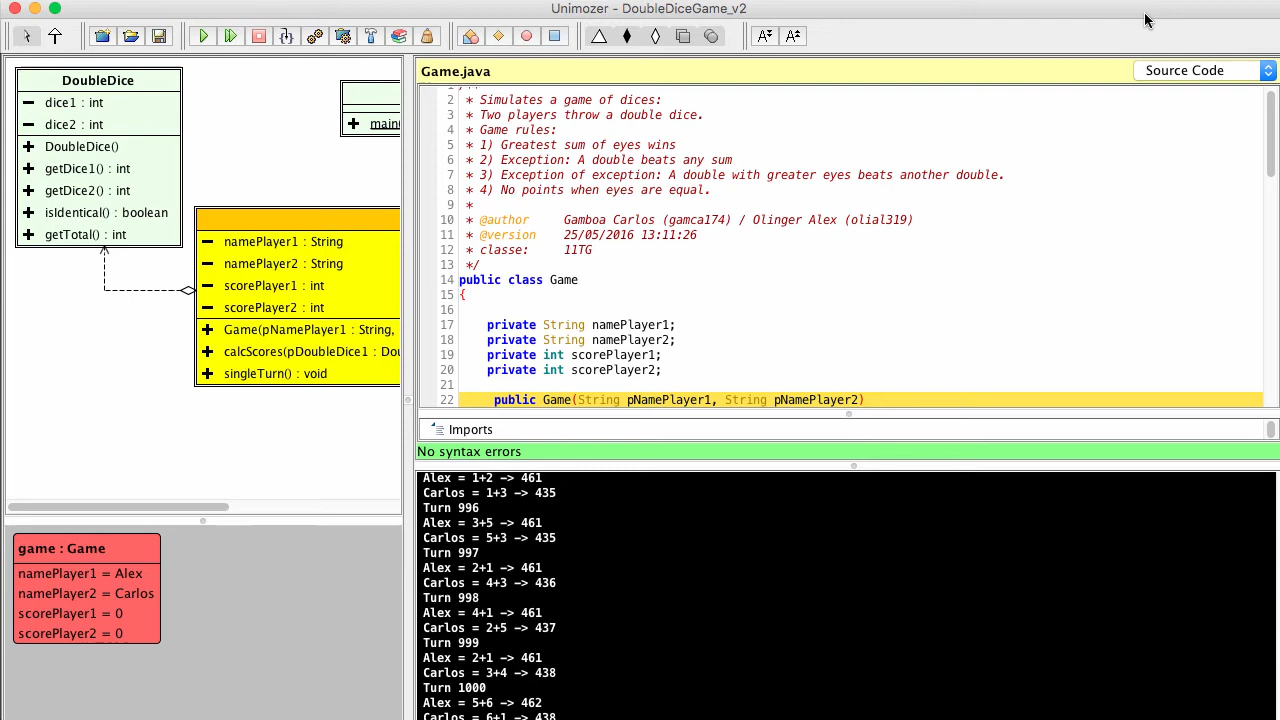 Unimozer - DoubleDiceGame_v2
DoubleDice
dice1 : int
dice2 : int
DoubleDice()
getDice1() : int
getDice2() : int
isIdentical() : boolean
getTotal() : int
main(
namePlayer1 : String
namePlayer2 : String
scorePlayer1 : int
scorePlayer2 : int
Game(pNamePlayer1 : String,
calcScores(pDoubleDice1 : Dou
singleTurn() : void
game : Game
namePlayer1 = Alex
namePlayer2 = Carlos
scorePlayer1 = 0
scorePlayer2 = 0
Game.java
Source Code
1 /**
2 * Simulates a game of dices:
3 * Two players throw a double dice.
4 * Game rules:
5 * 1) Greatest sum of eyes wins
6 * 2) Exception: A double beats any sum
7 * 3) Exception of exception: A double with greater eyes beats another double.
8 * 4) No points when eyes are equal.
9 *
10 * @author Gamboa Carlos (gamca174) / Olinger Alex (olial319)
11 * @version 25/05/2016 13:11:26
12 * classe: 11TG
13 */
14 public class Game
15 {
16
17 private String namePlayer1;
18 private String namePlayer2;
19 private int scorePlayer1;
20 private int scorePlayer2;
21
22 public Game(String pNamePlayer1, String pNamePlayer2)
Imports
No syntax errors
Alex = 1+2 -> 461
Carlos = 1+3 -> 435
Turn 996
Alex = 3+5 -> 461
Carlos = 5+3 -> 435
Turn 997
Alex = 2+1 -> 461
Carlos = 4+3 -> 436
Turn 998
Alex = 4+1 -> 461
Carlos = 2+5 -> 437
Turn 999
Alex = 2+1 -> 461
Carlos = 3+4 -> 438
Turn 1000
Alex = 5+6 -> 462
Carlos = 6+1 -> 438